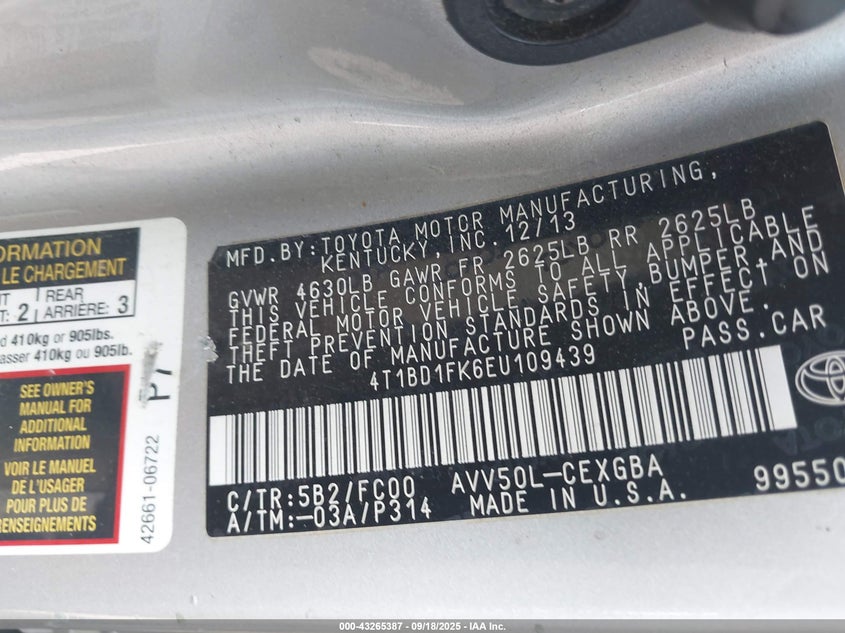 ORMATION
LE CHARGEMENT
2
REAR
ARRIÈRE: 3
410kg or 905lbs.
410kg ou 905lb.
SEE OWNER'S
MANUAL FOR
ADDITIONAL
INFORMATION
VOIR LE MANUEL
DE L'USAGER
POUR PLUS DE
RENSEIGNEMENTS
42661-06722
P7
MFD.BY:TOYOTA MOTOR MANUFACTURING,
KENTUCKY, INC. 12/13
GVWR 4630LB GAWR FR 2625LB RR 2625LB
THIS VEHICLE CONFORMS TO ALL APPLICABLE
FEDERAL MOTOR VEHICLE SAFETY,BUMPER,AND
THEFT PREVENTION STANDARDS IN EFFECT ON
THE DATE OF MANUFACTURE SHOWN ABOVE.
4T1BD1FK6EU109439 PASS.CAR
C/TR:5B2/FC00 AVV50L-CEXGBA
A/TM:-03A/P314 MADE IN U.S.A. 99550
000-43265387 - 09/18/2025 - IAA Inc.